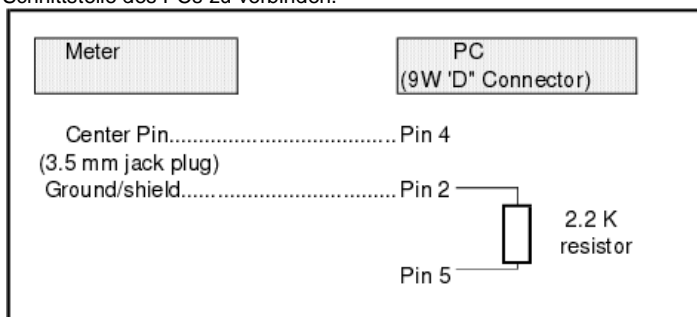 Schnittstelle des PCs zu verbinden.
Meter
PC
(9W 'D" Connector)
Center Pin......................................Pin 4
(3.5 mm jack plug)
Ground/shield....................................Pin 2
2.2 K
resistor
Pin 5